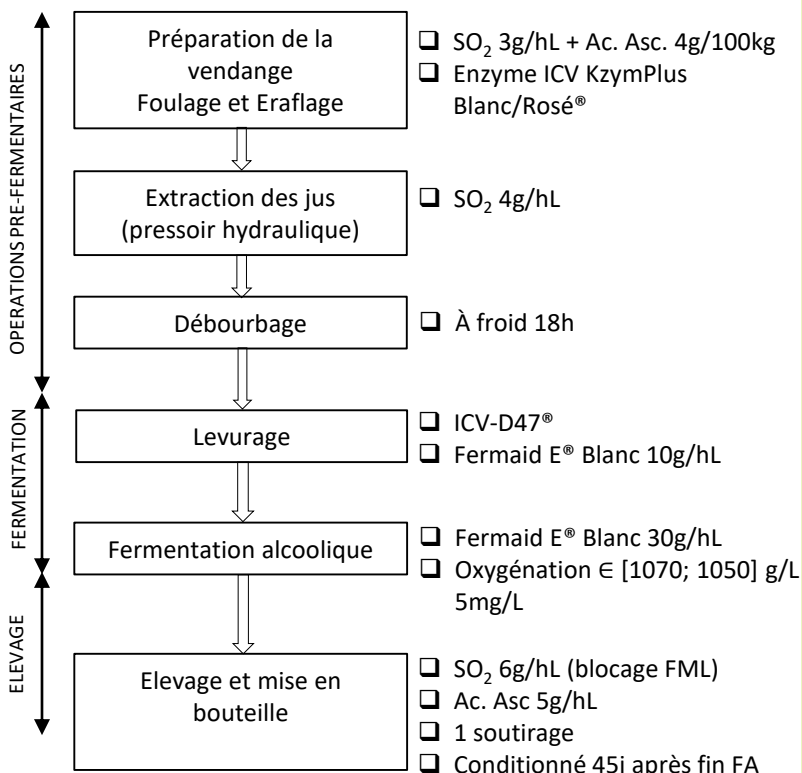 OPERATIONS PRE-FERMENTAIRES
Préparation de la
vendange
Foulage et Eraflage
❑ SO₂ 3g/hL + Ac. Asc. 4g/100kg
❑ Enzyme ICV KzymPlus
Blanc/Rosé®
Extraction des jus
(pressoir hydraulique)
❑ SO₂ 4g/hL
Débourbage
❑ À froid 18h
FERMENTATION
Levurage
❑ ICV-D47®
❑ Fermaid E® Blanc 10g/hL
Fermentation alcoolique
❑ Fermaid E® Blanc 30g/hL
❑ Oxygénation ∈ [1070; 1050] g/L
5mg/L
ELEVAGE
Elevage et mise en
bouteille
❑ SO₂ 6g/hL (blocage FML)
❑ Ac. Asc 5g/hL
❑ 1 soutirage
❑ Conditionné 45j après fin FA